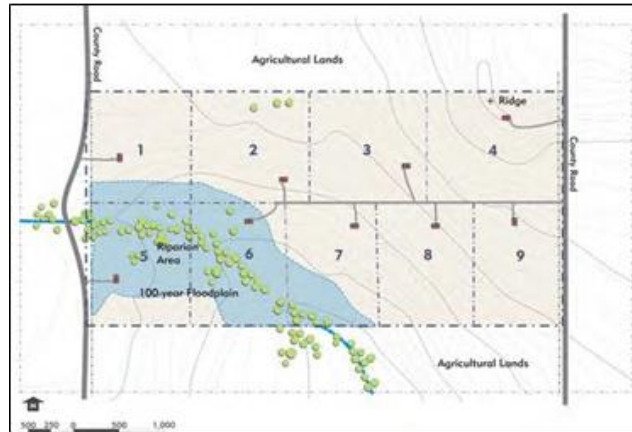 County Road
Agricultural Lands
+ Ridge
1
2
3
4
County Road
Riparian
Area
5
6
7
8
9
100-year Floodplain
Agricultural Lands
N
500 250 0 500 1,000